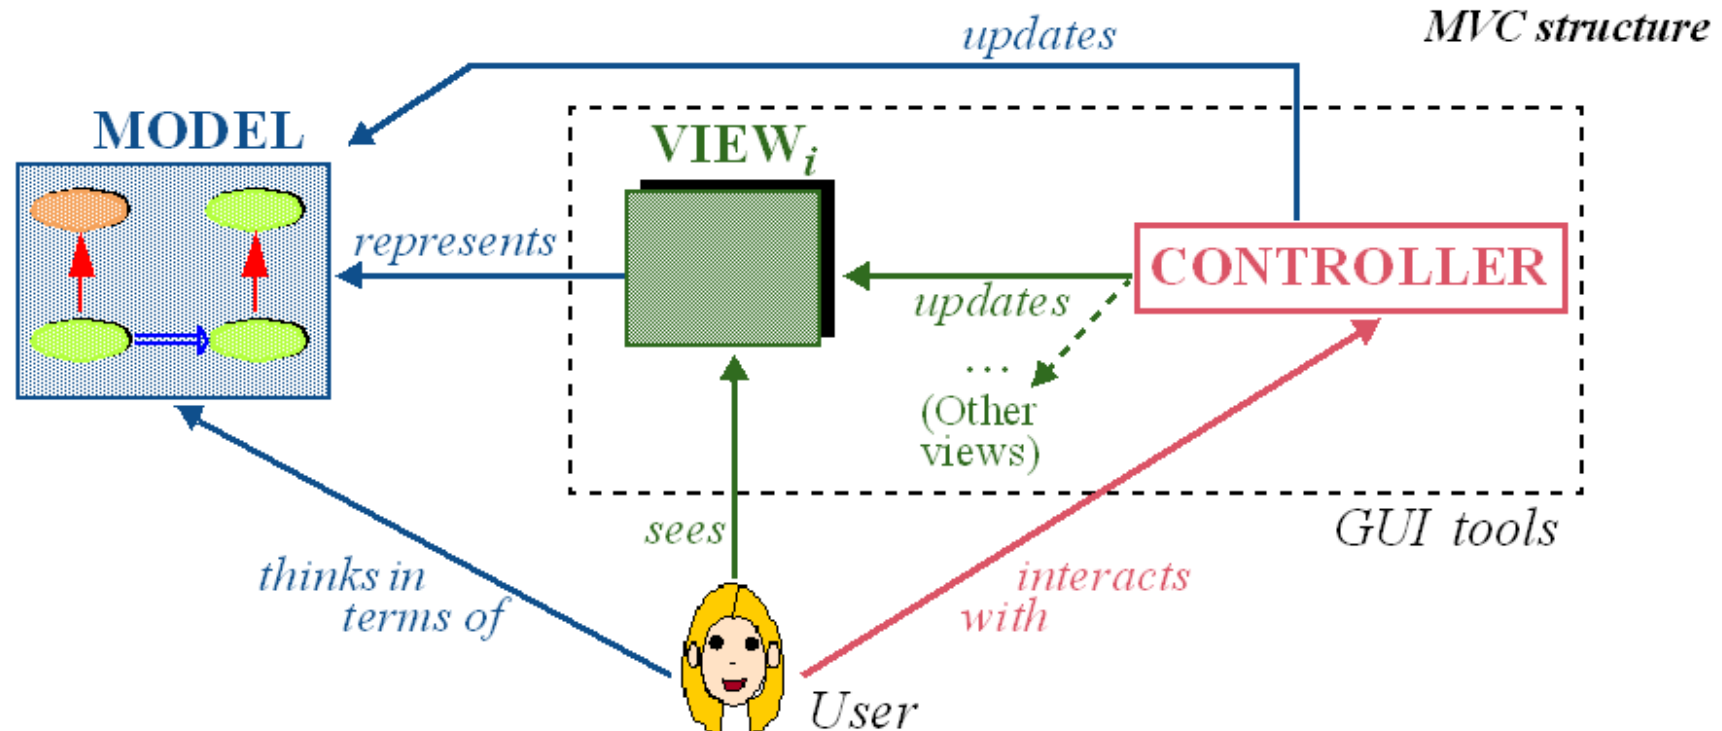 MVC structure
updates
MODEL
VIEWi
represents
CONTROLLER
updates
...
(Other
views)
GUI tools
sees
thinks in
terms of
interacts
with
User